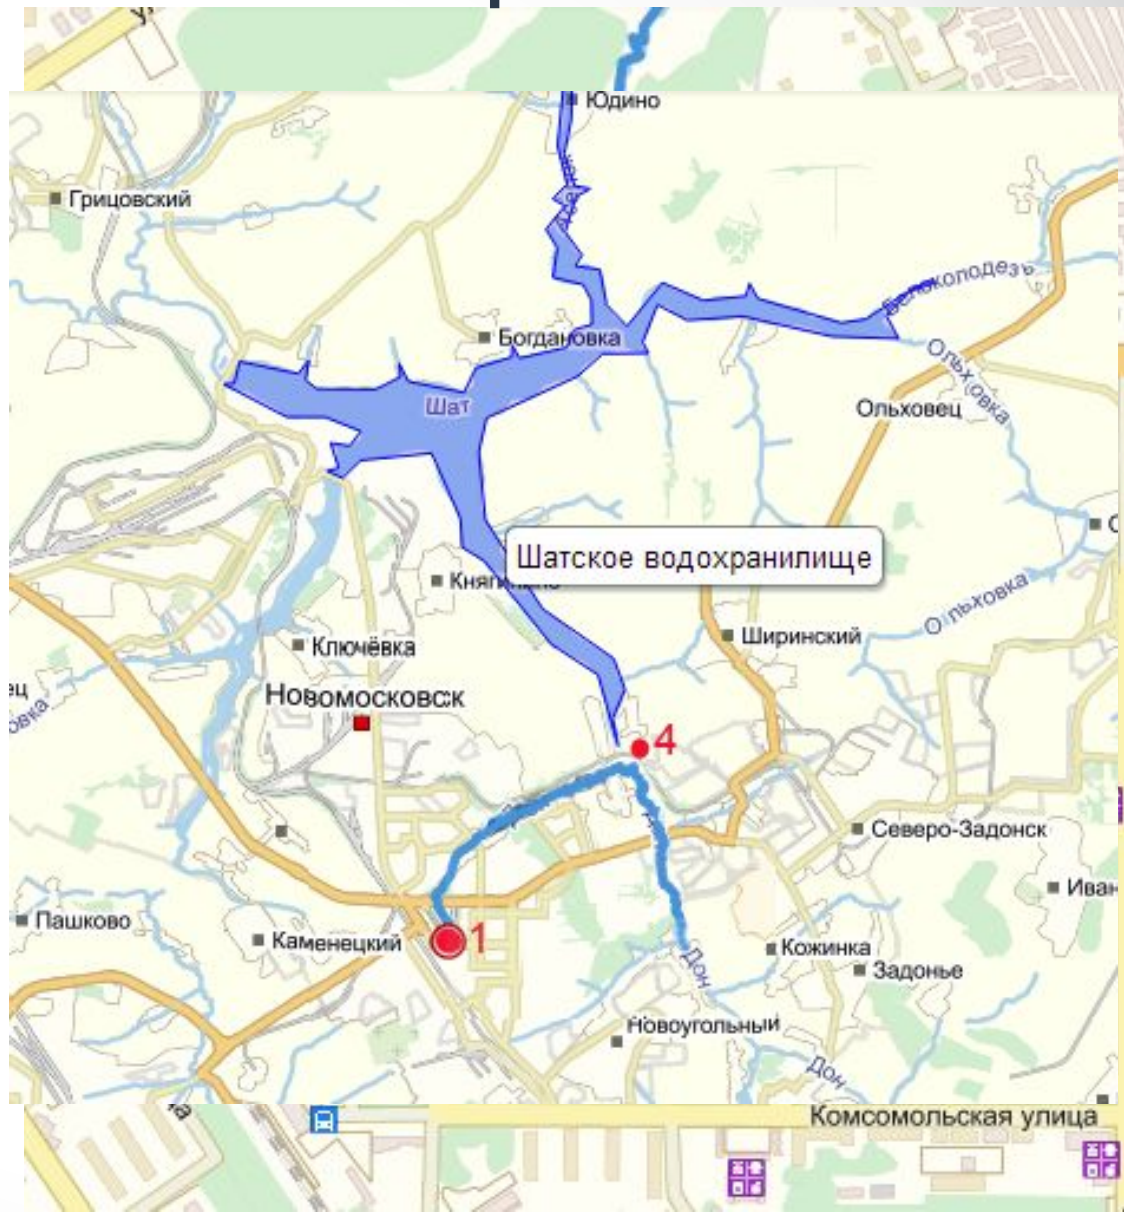 Юдино
Грицовский
Белоколодезь
Богдановка
Ольховка
Шат
Ольховец
Шатское водохранилище
Ольховка
Ширинский
Ключёвка
Новомосковск
4
Северо-Задонск
Иван
Пашково
Каменецкий
1
Кожинка
Дон
Задонье
Новоугольный
Дон
Комсомольская улица